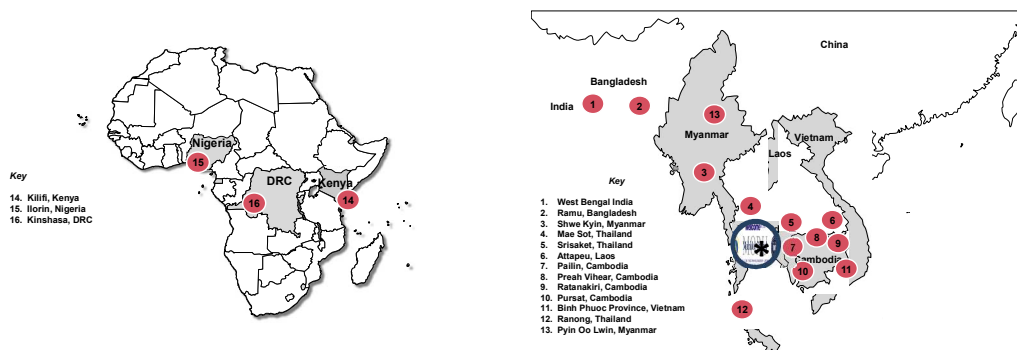 Nigeria
15
DRC
Kenya
16
14
Key
14. Kilifi, Kenya
15. Ilorin, Nigeria
16. Kinshasa, DRC
China
Bangladesh
India
1
2
13
Myanmar
Vietnam
Laos
3
Key
4
5
6
7
8
9
Cambodia
10
11
12
*
1. West Bengal India
2. Ramu, Bangladesh
3. Shwe Kyin, Myanmar
4. Mae Sot, Thailand
5. Srisaket, Thailand
6. Attapeu, Laos
7. Pailin, Cambodia
8. Preah Vihear, Cambodia
9. Ratanakiri, Cambodia
10. Pursat, Cambodia
11. Binh Phuoc Province, Vietnam
12. Ranong, Thailand
13. Pyin Oo Lwin, Myanmar